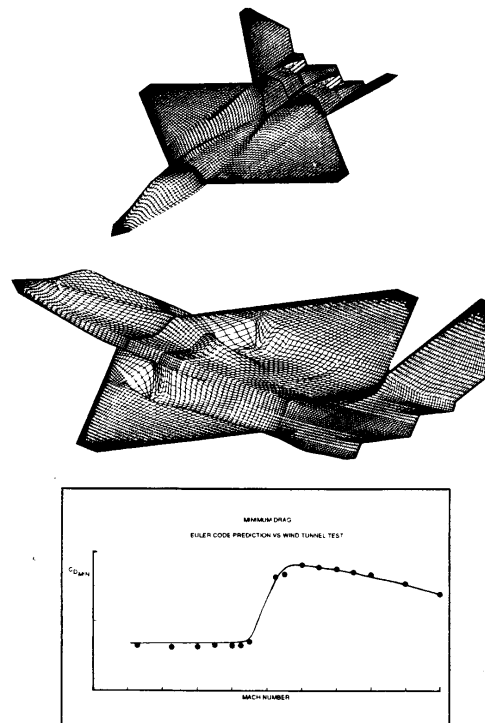 MINIMUM DRAG
EULER CODE PREDICTION VS WIND TUNNEL TEST
CDMIN
MACH NUMBER